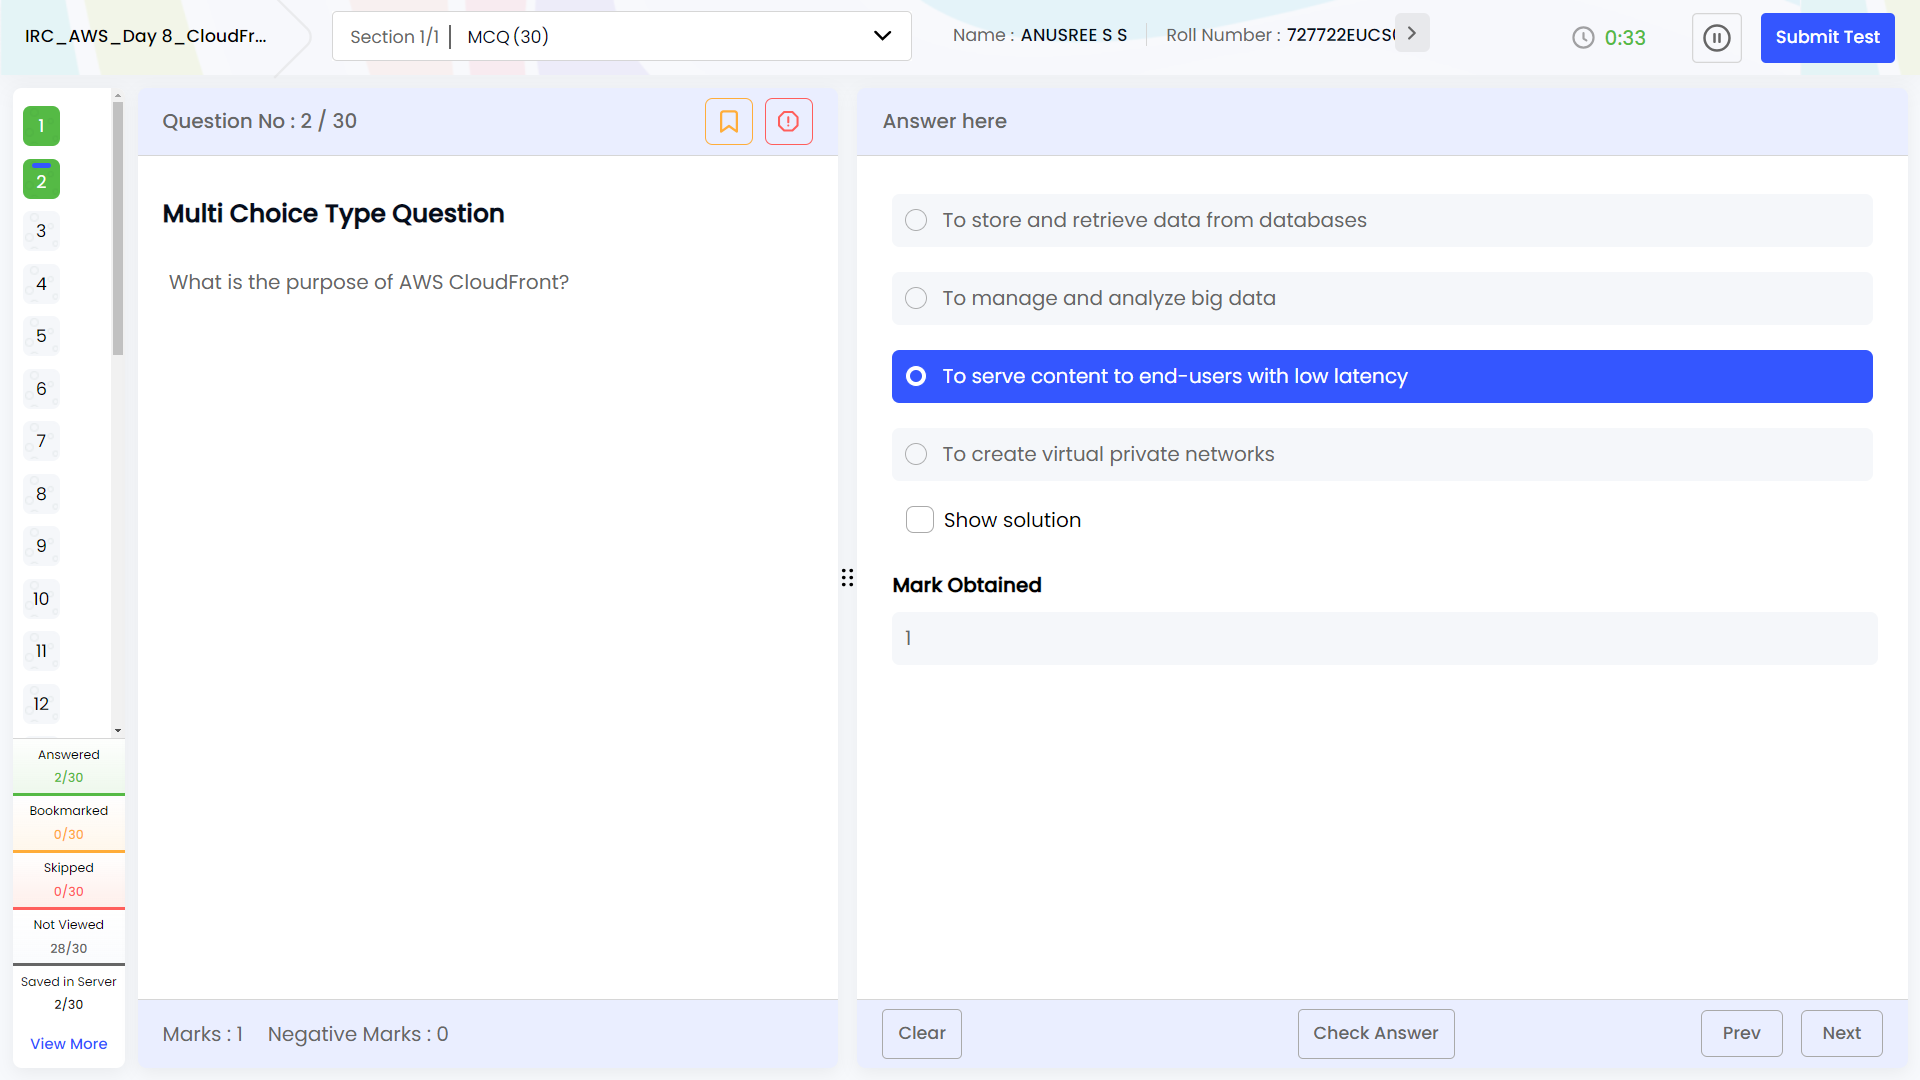 IRC_AWS_Day 8_CloudFr...
Section 1/1 | MCQ (30)
Name : ANUSREE S S
Roll Number : 727722EUCS
0:33
Submit Test
1
2
3
4
5
6
7
8
9
10
11
12
Answered
2/30
Bookmarked
0/30
Skipped
0/30
Not Viewed
28/30
Saved in Server
2/30
View More
Question No : 2 / 30
Multi Choice Type Question
What is the purpose of AWS CloudFront?
Marks : 1 Negative Marks : 0
Answer here
To store and retrieve data from databases
To manage and analyze big data
To serve content to end-users with low latency
To create virtual private networks
Show solution
Mark Obtained
1
Clear
Check Answer
Prev
Next